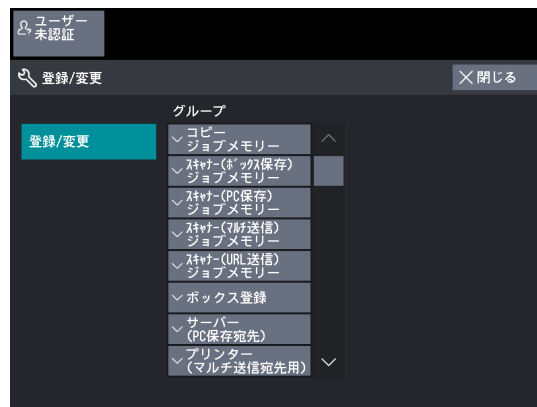 ユーザー
未認証
登録/変更
閉じる
グループ
登録/変更
コピー
ジョブメモリー
ｽｷｬﾅｰ(ﾎﾞｯｸｽ保存)
ジョブメモリー
ｽｷｬﾅｰ(PC保存)
ジョブメモリー
ｽｷｬﾅｰ(ﾏﾙﾁ送信)
ジョブメモリー
ｽｷｬﾅｰ(URL送信)
ジョブメモリー
ボックス登録
サーバー
(PC保存宛先)
プリンター
(マルチ送信宛先用)